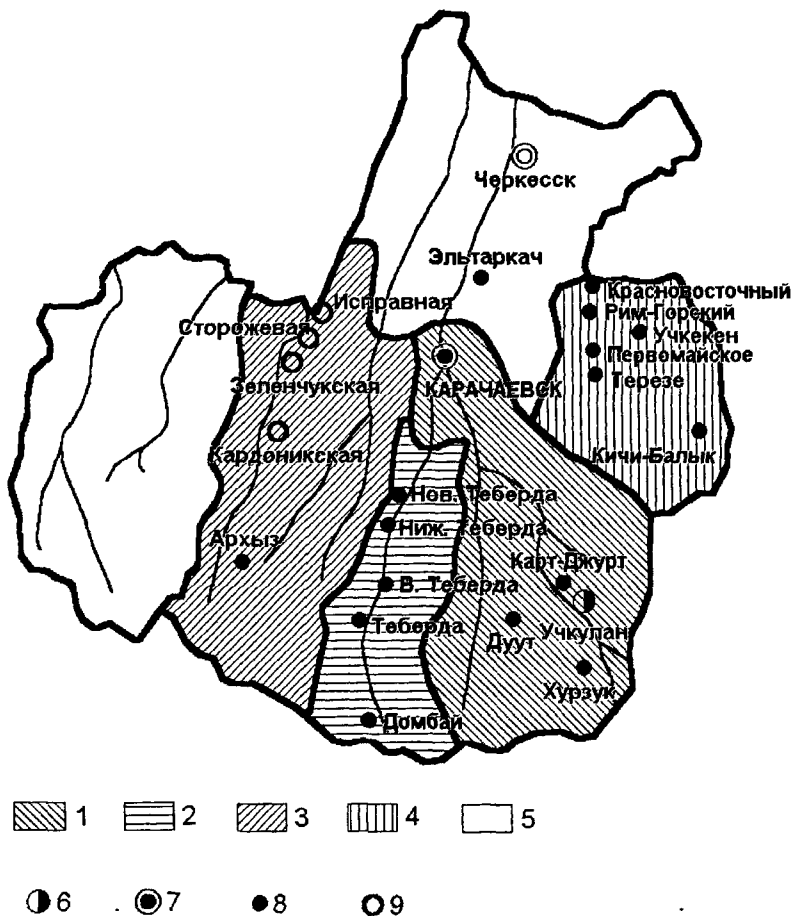 Черкесск
Эльтаркач
Красновосточный
Исправная
Рим-Горский
Сторожевая
Учкекен
Первомайское
Зеленчукская
КАРАЧАЕВСК
Терезе
Кардоникская
Кичи-Балык
Нов. Теберда
Ниж. Теберда
Архыз
Карт-Джурт
В. Теберда
Теберда
Дуут
Учкулан
Хурзук
Домбай
1 2 3 4 5
6 7 8 9